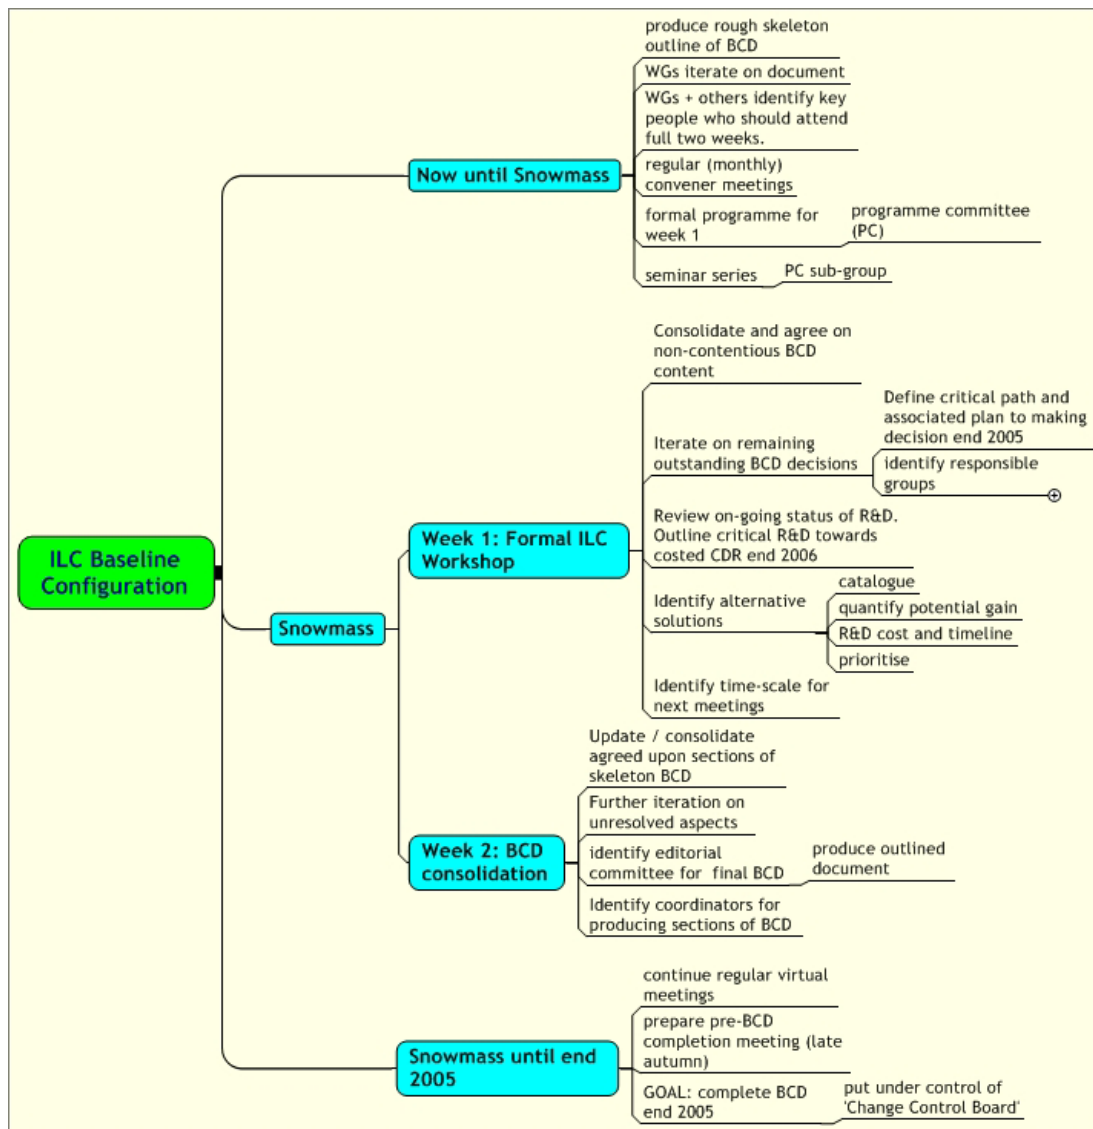 produce rough skeleton
outline of BCD
WGs iterate on document
WGs + others identify key
people who should attend
full two weeks.
Now until Snowmass
regular (monthly)
convener meetings
formal programme for
week 1
programme committee
(PC)
seminar series
PC sub-group
ILC Baseline
Configuration
Snowmass
Week 1: Formal ILC
Workshop
Consolidate and agree on
non-contentious BCD
content
Iterate on remaining
outstanding BCD decisions
Define critical path and
associated plan to making
decision end 2005
identify responsible
groups
Review on-going status of R&D.
Outline critical R&D towards
costed CDR end 2006
Identify alternative
solutions
catalogue
quantify potential gain
R&D cost and timeline
prioritise
Identify time-scale for
next meetings
Week 2: BCD
consolidation
Update / consolidate
agreed upon sections of
skeleton BCD
Further iteration on
unresolved aspects
identify editorial
committee for final BCD
produce outlined
document
Identify coordinators for
producing sections of BCD
Snowmass until end
2005
continue regular virtual
meetings
prepare pre-BCD
completion meeting (late
autumn)
GOAL: complete BCD
end 2005
put under control of
'Change Control Board'